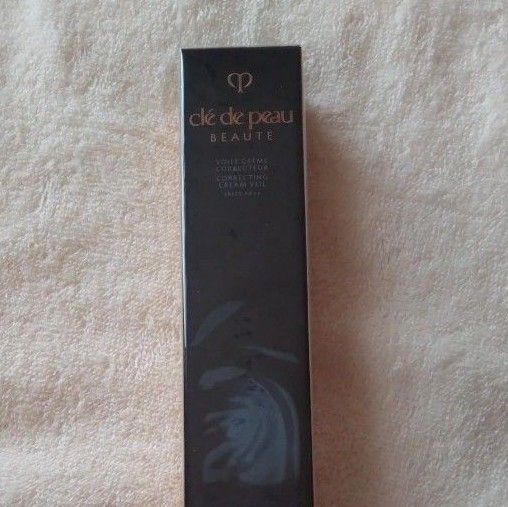 clé de peau
BEAUTÉ
VOILE CRÈME
CORRECTEUR
CORRECTING
CREAM VEIL